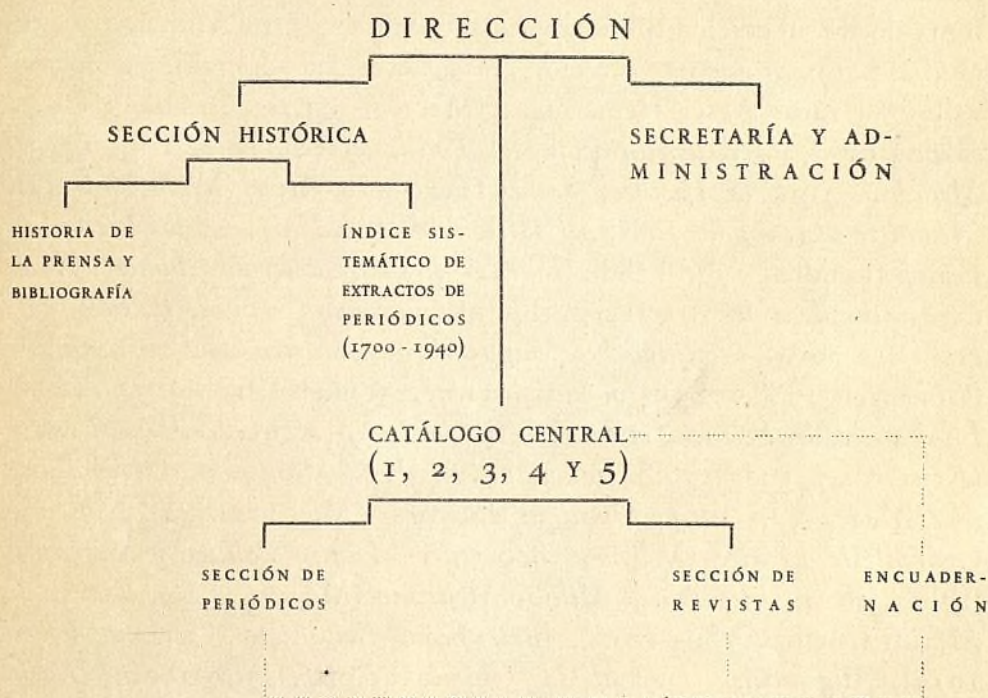 DIRECCIÓN
SECCIÓN HISTÓRICA
SECRETARÍA Y AD-
MINISTRACIÓN
HISTORIA DE
LA PRENSA Y
BIBLIOGRAFÍA
ÍNDICE SIS-
TEMÁTICO DE
EXTRACTOS DE
PERIÓDICOS
(1700 - 1940)
CATÁLOGO CENTRAL
(1, 2, 3, 4 Y 5)
SECCIÓN DE
PERIÓDICOS
SECCIÓN DE
REVISTAS
ENCUADER-
NACIÓN